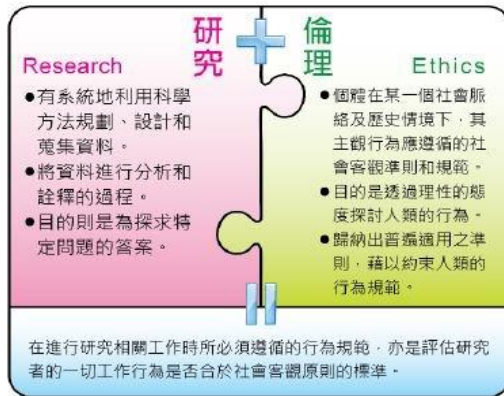 研究
Research
●有系統地利用科學
方法規劃、設計和
蒐集資料。
●將資料進行分析和
詮釋的過程。
●目的則是為探求特
定問題的答案。
+
倫理
Ethics
●個體在某一個社會脈
絡及歷史情境下，其
主觀行為應遵循的社
會客觀準則和規範。
●目的是透過理性的態
度探討人類的行為。
●歸納出普遍適用之準
則，藉以約束人類的
行為規範。
=
在進行研究相關工作時所必須遵循的行為規範，亦是評估研究
者的一切工作行為是否合於社會客觀原則的標準。